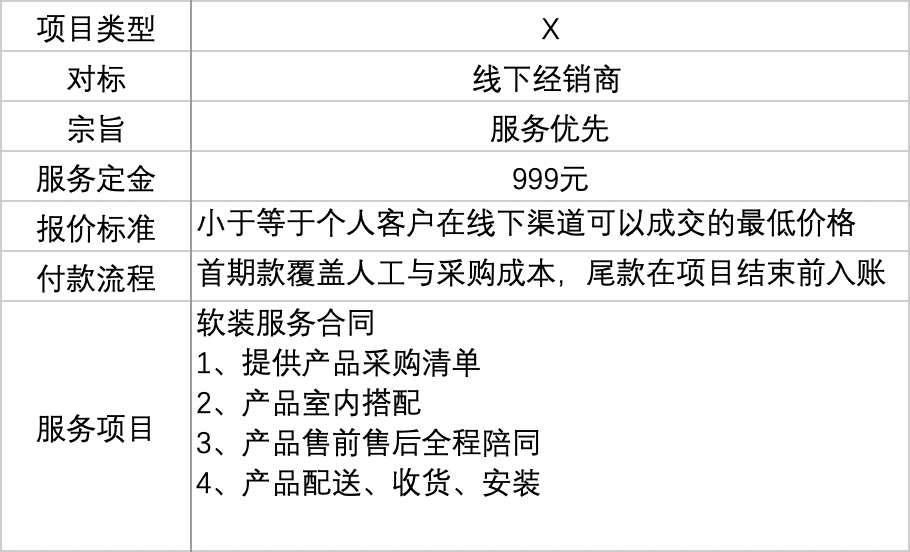 项目类型 X
对标 线下经销商
宗旨 服务优先
服务定金 999元
报价标准 小于等于个人客户在线下渠道可以成交的最低价格
付款流程 首期款覆盖人工与采购成本，尾款在项目结束前入账
服务项目
软装服务合同
1、提供产品采购清单
2、产品室内搭配
3、产品售前售后全程陪同
4、产品配送、收货、安装